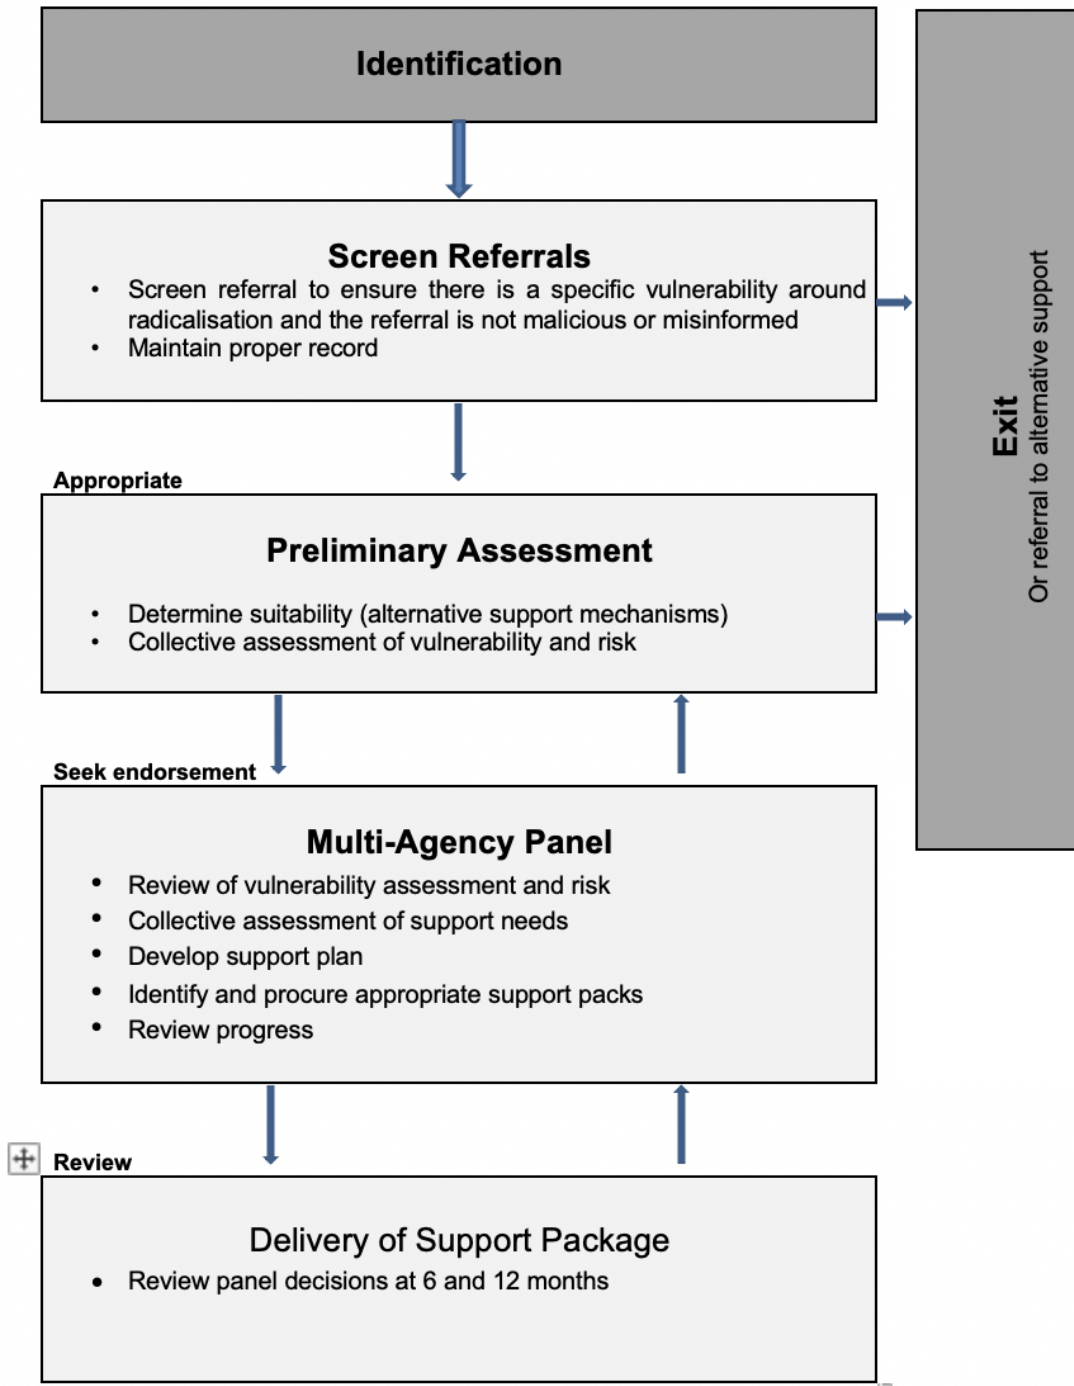 Identification
Screen Referrals
• Screen referral to ensure there is a specific vulnerability around
radicalisation and the referral is not malicious or misinformed
• Maintain proper record
Appropriate
Preliminary Assessment
• Determine suitability (alternative support mechanisms)
• Collective assessment of vulnerability and risk
Seek endorsement
Multi-Agency Panel
• Review of vulnerability assessment and risk
• Collective assessment of support needs
• Develop support plan
• Identify and procure appropriate support packs
• Review progress
Review
Delivery of Support Package
• Review panel decisions at 6 and 12 months
Exit
Or referral to alternative support